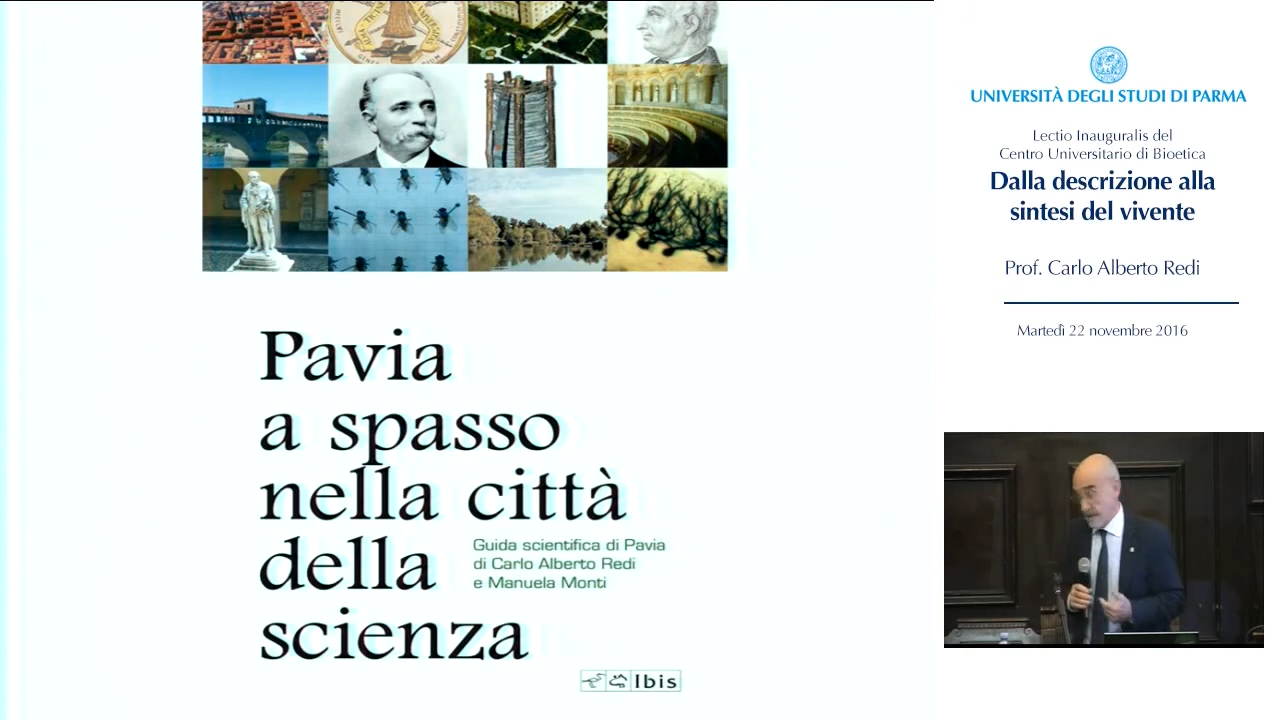 Pavia
a spasso
nella città
della
scienza
Guida scientifica di Pavia
di Carlo Alberto Redi
e Manuela Monti
Ibis
UNIVERSITÀ DEGLI STUDI DI PARMA
Lectio Inauguralis del
Centro Universitario di Bioetica
Dalla descrizione alla
sintesi del vivente
Prof. Carlo Alberto Redi
Martedì 22 novembre 2016